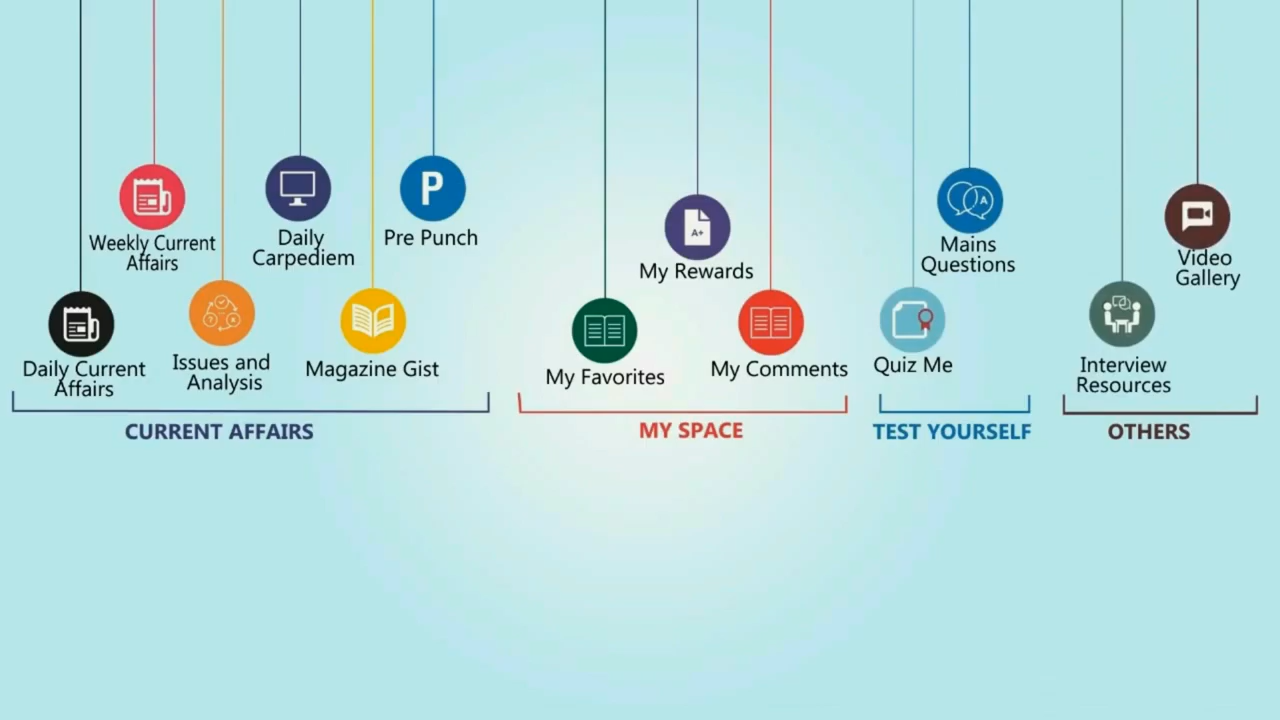 Weekly Current
Affairs
Daily
Carpediem
P
Pre Punch
Daily Current
Affairs
Issues and
Analysis
Magazine Gist
CURRENT AFFAIRS
A+
My Rewards
My Favorites
My Comments
MY SPACE
A
Mains
Questions
Quiz Me
TEST YOURSELF
Video
Gallery
Interview
Resources
OTHERS